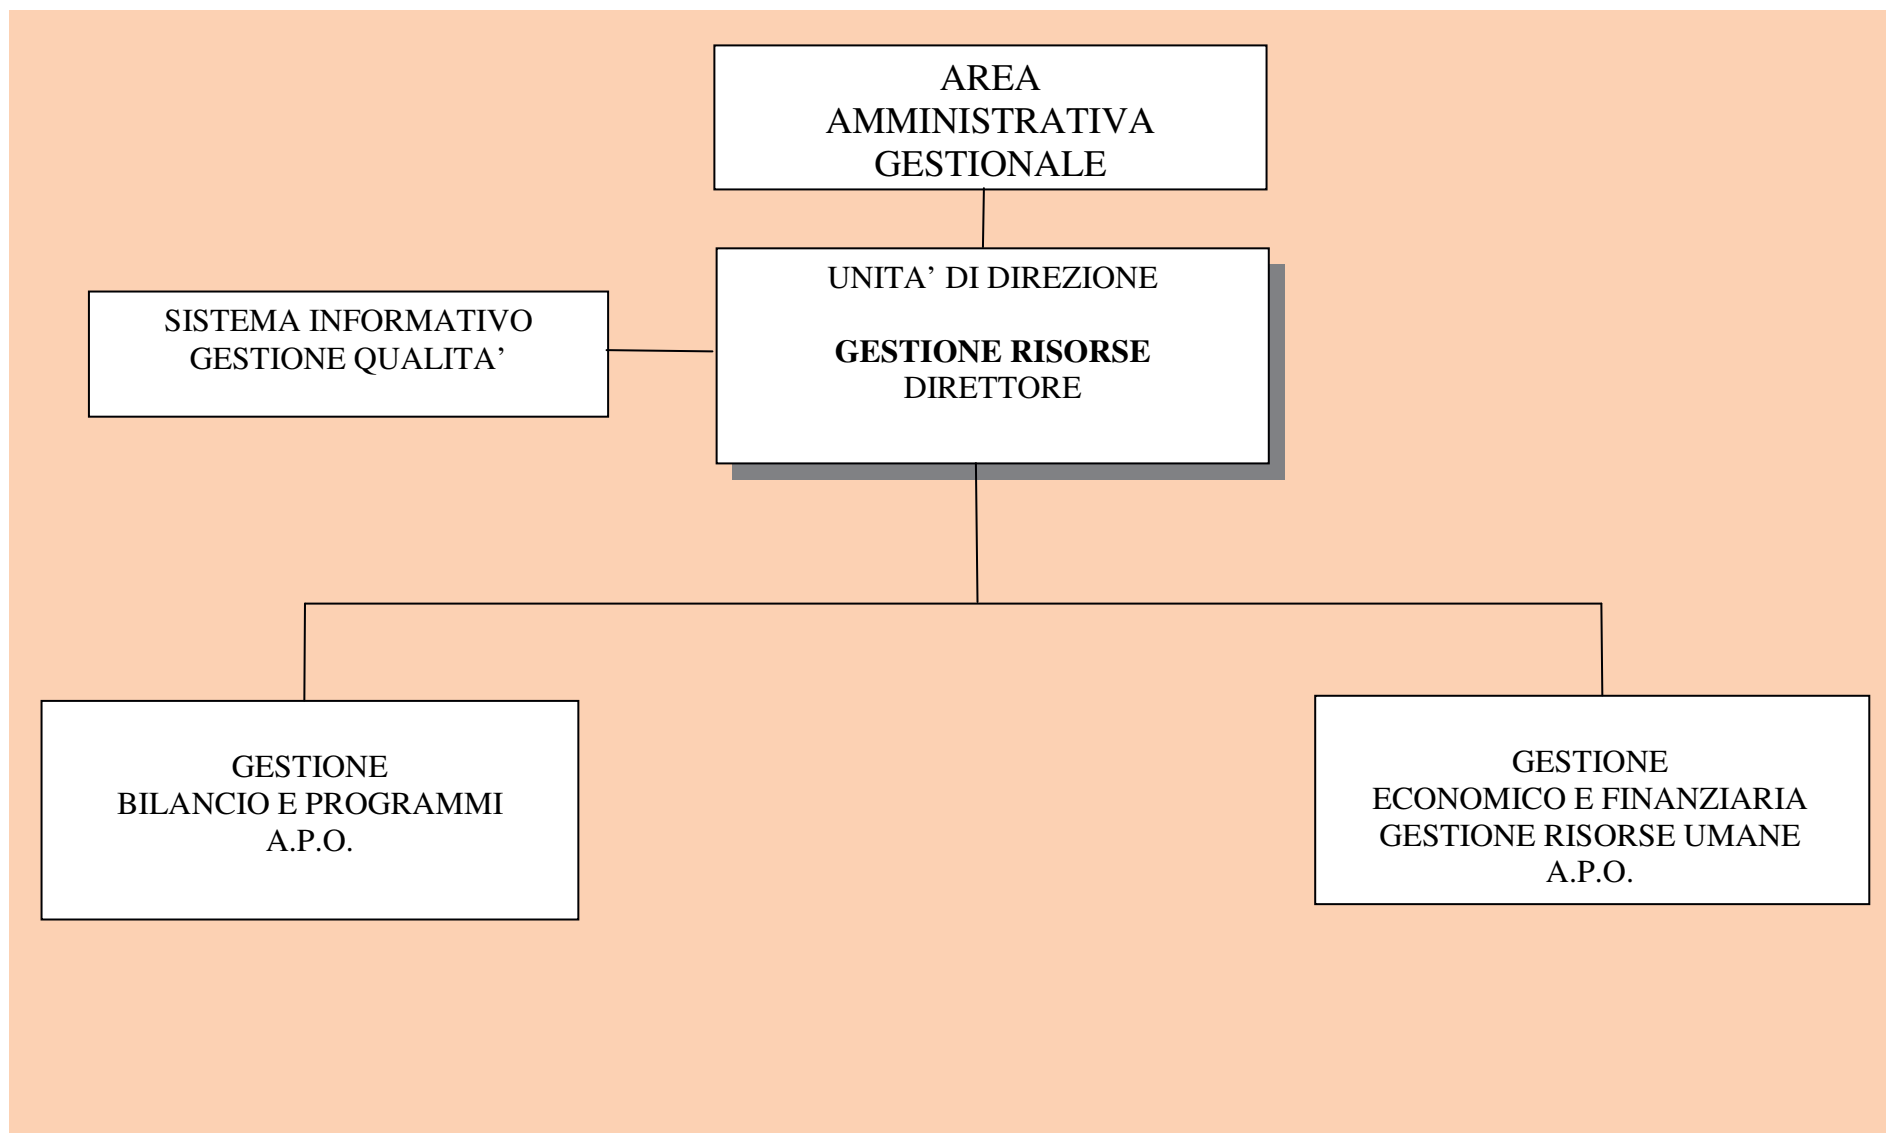 AREA
AMMINISTRATIVA
GESTIONALE
UNITA’ DI DIREZIONE
GESTIONE RISORSE
DIRETTORE
SISTEMA INFORMATIVO
GESTIONE QUALITA’
GESTIONE
BILANCIO E PROGRAMMI
A.P.O.
GESTIONE
ECONOMICO E FINANZIARIA
GESTIONE RISORSE UMANE
A.P.O.